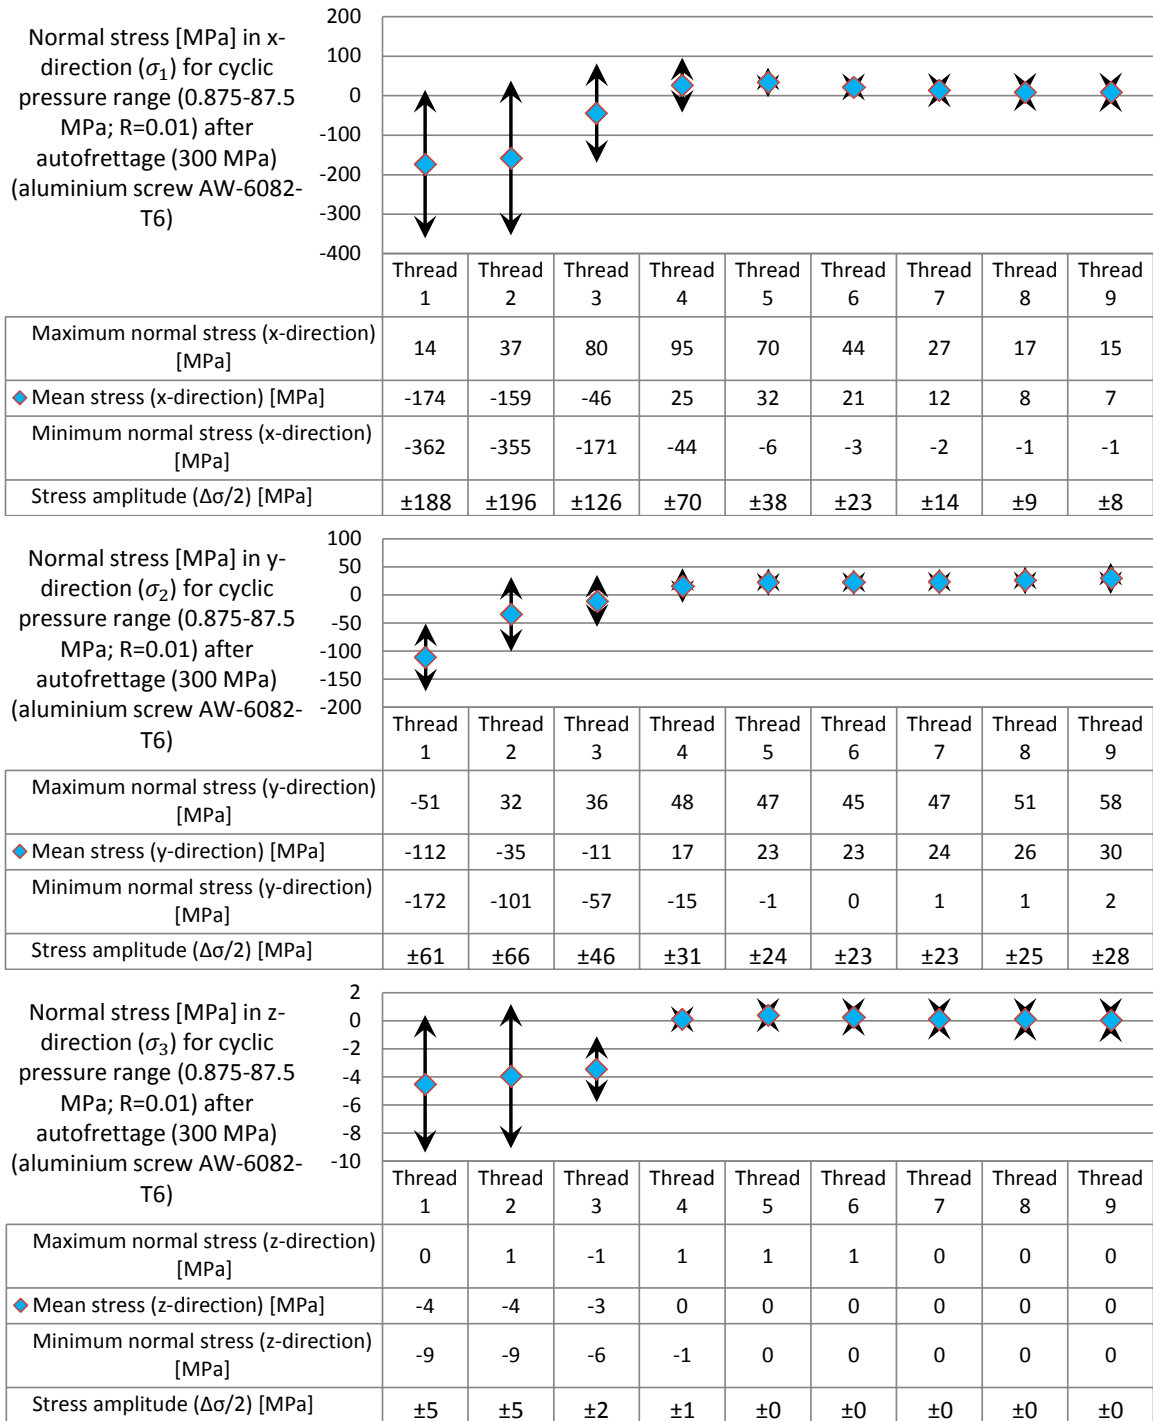 Normal stress [MPa] in x-
direction (σ₁) for cyclic
pressure range (0.875-87.5
MPa; R=0.01) after
autofrettage (300 MPa)
(aluminium screw AW-6082-
T6)
200
100
0
-100
-200
-300
-400
Thread 1 Thread 2 Thread 3 Thread 4 Thread 5 Thread 6 Thread 7 Thread 8 Thread 9
Maximum normal stress (x-direction) [MPa] 14 37 80 95 70 44 27 17 15
Mean stress (x-direction) [MPa] -174 -159 -46 25 32 21 12 8 7
Minimum normal stress (x-direction) [MPa] -362 -355 -171 -44 -6 -3 -2 -1 -1
Stress amplitude (Δσ/2) [MPa] ±188 ±196 ±126 ±70 ±38 ±23 ±14 ±9 ±8
Normal stress [MPa] in y-
direction (σ₂) for cyclic
pressure range (0.875-87.5
MPa; R=0.01) after
autofrettage (300 MPa)
(aluminium screw AW-6082-
T6)
100
50
0
-50
-100
-150
-200
Thread 1 Thread 2 Thread 3 Thread 4 Thread 5 Thread 6 Thread 7 Thread 8 Thread 9
Maximum normal stress (y-direction) [MPa] -51 32 36 48 47 45 47 51 58
Mean stress (y-direction) [MPa] -112 -35 -11 17 23 23 24 26 30
Minimum normal stress (y-direction) [MPa] -172 -101 -57 -15 -1 0 1 1 2
Stress amplitude (Δσ/2) [MPa] ±61 ±66 ±46 ±31 ±24 ±23 ±23 ±25 ±28
Normal stress [MPa] in z-
direction (σ₃) for cyclic
pressure range (0.875-87.5
MPa; R=0.01) after
autofrettage (300 MPa)
(aluminium screw AW-6082-
T6)
2
0
-2
-4
-6
-8
-10
Thread 1 Thread 2 Thread 3 Thread 4 Thread 5 Thread 6 Thread 7 Thread 8 Thread 9
Maximum normal stress (z-direction) [MPa] 0 1 -1 1 1 1 0 0 0
Mean stress (z-direction) [MPa] -4 -4 -3 0 0 0 0 0 0
Minimum normal stress (z-direction) [MPa] -9 -9 -6 -1 0 0 0 0 0
Stress amplitude (Δσ/2) [MPa] ±5 ±5 ±2 ±1 ±0 ±0 ±0 ±0 ±0